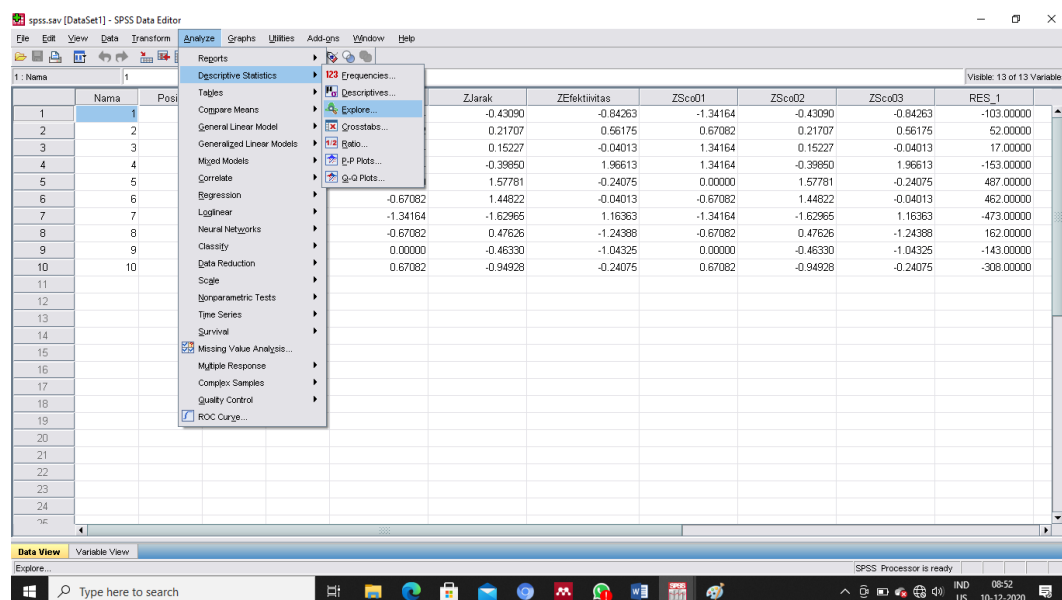 spss.sav [DataSet1] - SPSS Data Editor
File Edit View Data Transform Analyze Graphs Utilities Add-ons Window Help
1 : Nama 1 Visible: 13 of 13 Variable
Reports
Descriptive Statistics
Tables
Compare Means
General Linear Model
Generalized Linear Models
Mixed Models
Correlate
Regression
Loglinear
Neural Networks
Classify
Data Reduction
Scale
Nonparametric Tests
Time Series
Survival
Missing Value Analysis...
Multiple Response
Complex Samples
Quality Control
ROC Curve...
123 Frequencies...
Descriptives...
Explore...
Crosstabs...
1/2 Ratio...
P-P Plots...
Q-Q Plots...
Nama Posi ZJarak ZEfektiivitas ZSco01 ZSco02 ZSco03 RES_1
1 1 -0.43090 -0.84263 -1.34164 -0.43090 -0.84263 -103.00000
2 2 0.21707 0.56175 0.67082 0.21707 0.56175 52.00000
3 3 0.15227 -0.04013 1.34164 0.15227 -0.04013 17.00000
4 4 -0.39850 1.96613 1.34164 -0.39850 1.96613 -153.00000
5 5 1.57781 -0.24075 0.00000 1.57781 -0.24075 487.00000
6 6 -0.67082 1.44822 -0.04013 -0.67082 1.44822 -0.04013 462.00000
7 7 -1.34164 -1.62965 1.16363 -1.34164 -1.62965 1.16363 -473.00000
8 8 -0.67082 0.47626 -1.24388 -0.67082 0.47626 -1.24388 162.00000
9 9 0.00000 -0.46330 -1.04325 0.00000 -0.46330 -1.04325 -143.00000
10 10 0.67082 -0.94928 -0.24075 0.67082 -0.94928 -0.24075 -308.00000
11
12
13
14
15
16
17
18
19
20
21
22
23
24
Data View Variable View
Explore... SPSS Processor is ready
Type here to search
IND 08:52
US 10-12-2020